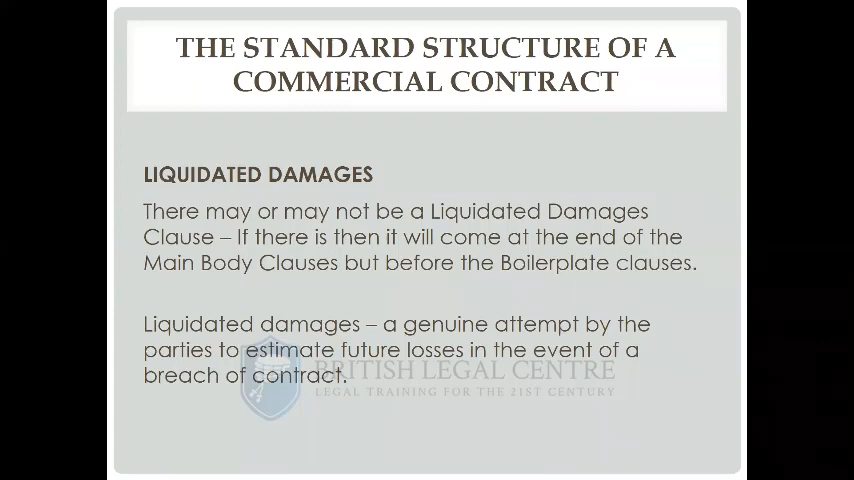 THE STANDARD STRUCTURE OF A
COMMERCIAL CONTRACT
LIQUIDATED DAMAGES
There may or may not be a Liquidated Damages
Clause – If there is then it will come at the end of the
Main Body Clauses but before the Boilerplate clauses.
Liquidated damages – a genuine attempt by the
parties to estimate future losses in the event of a
breach of contract.
BRITISH LEGAL CENTRE
LEGAL TRAINING FOR THE 21ST CENTURY